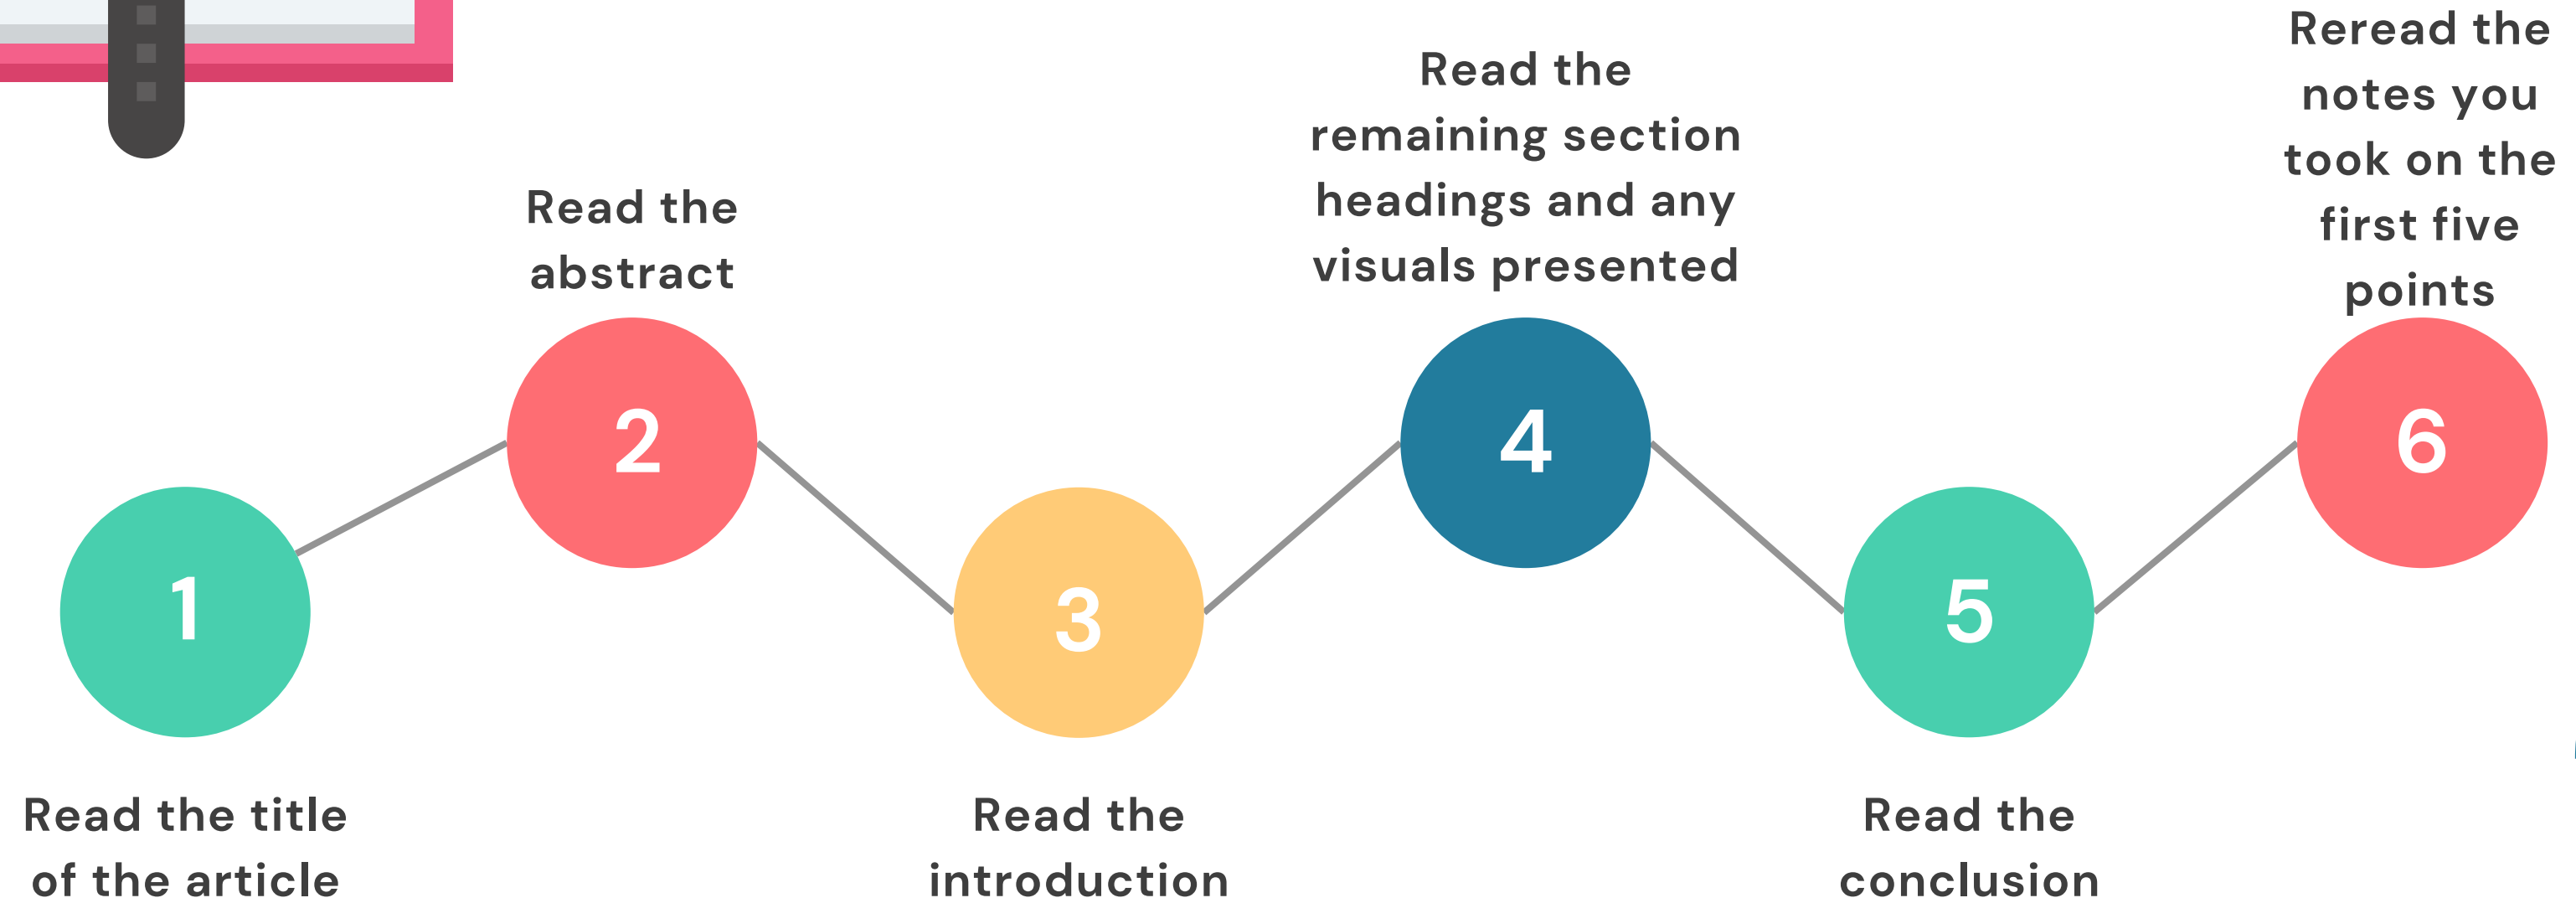 1
Read the title
of the article
Read the
abstract
2
3
Read the
introduction
Read the
remaining section
headings and any
visuals presented
4
5
Read the
conclusion
Reread the
notes you
took on the
first five
points
6